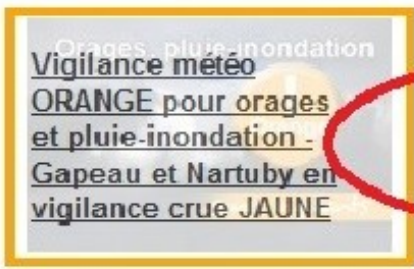 Orages, pluie-inondation
Vigilance météo
ORANGE pour orages
et pluie-inondation -
Gapeau et Nartuby en
vigilance crue JAUNE